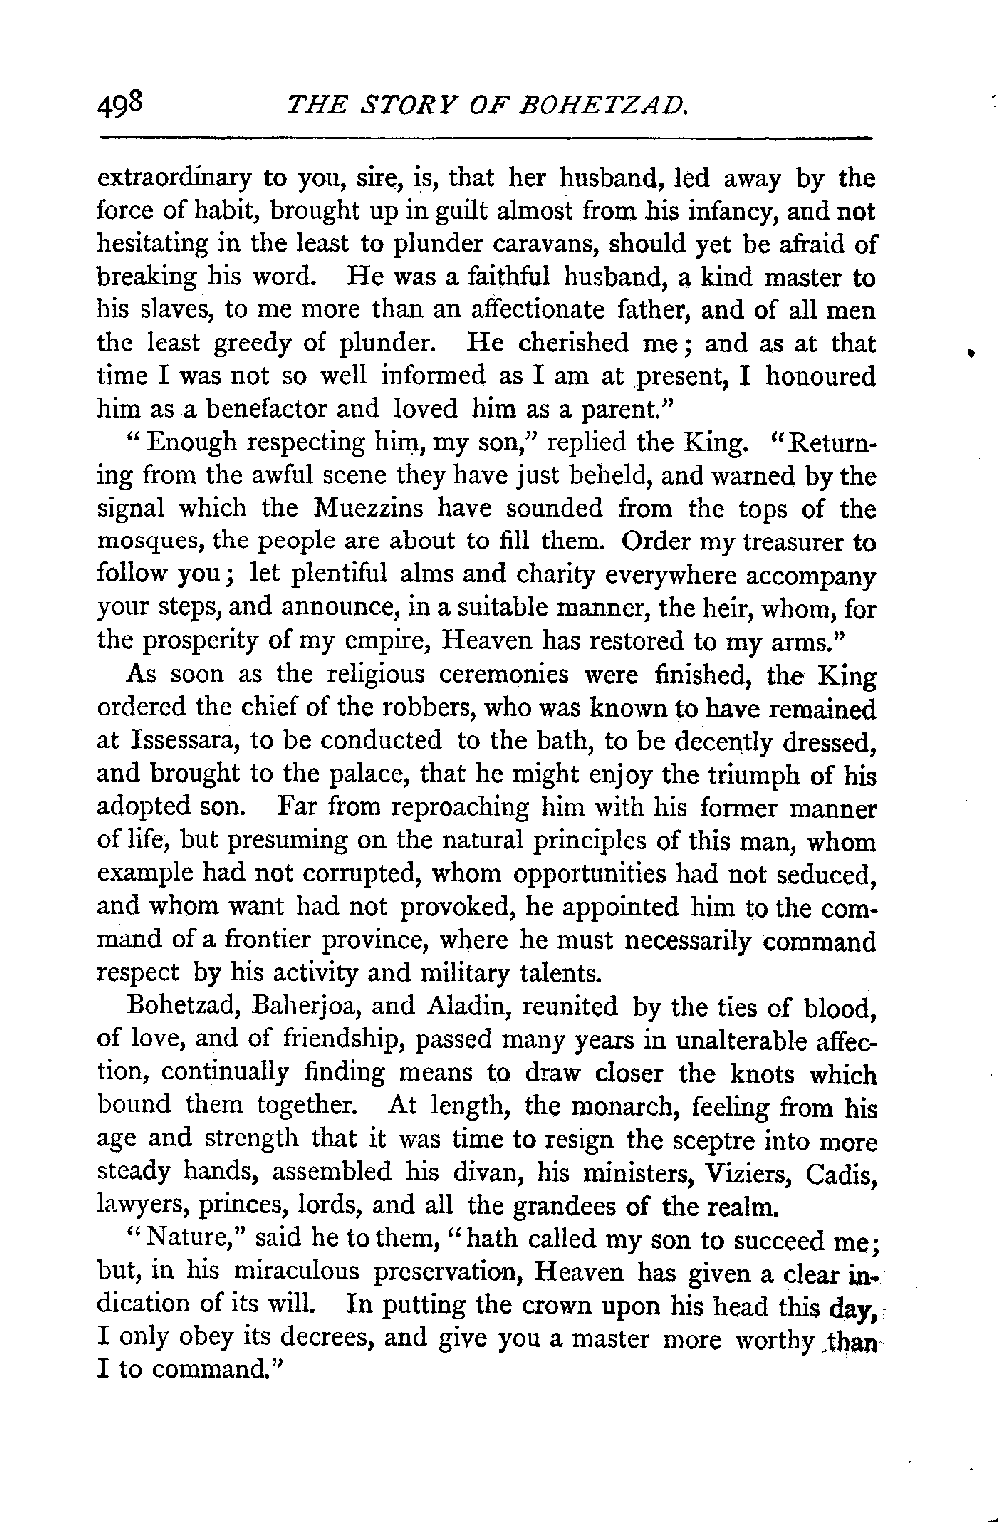 498 THE STORY OF BOHETZAD.
extraordinary to you, sire, is, that her husband, led away by the
force of habit, brought up in guilt almost from his infancy, and not
hesitating in the least to plunder caravans, should yet be afraid of
breaking his word. He was a faithful husband, a kind master to
his slaves, to me more than an affectionate father, and of all men
the least greedy of plunder. He cherished me; and as at that
time I was not so well informed as I am at present, I honoured
him as a benefactor and loved him as a parent."
"Enough respecting him, my son," replied the King. "Return-
ing from the awful scene they have just beheld, and warned by the
signal which the Muezzins have sounded from the tops of the
mosques, the people are about to fill them. Order my treasurer to
follow you; let plentiful alms and charity everywhere accompany
your steps, and announce, in a suitable manner, the heir, whom, for
the prosperity of my empire, Heaven has restored to my arms."
As soon as the religious ceremonies were finished, the King
ordered the chief of the robbers, who was known to have remained
at Issessara, to be conducted to the bath, to be decently dressed,
and brought to the palace, that he might enjoy the triumph of his
adopted son. Far from reproaching him with his former manner
of life, but presuming on the natural principles of this man, whom
example had not corrupted, whom opportunities had not seduced,
and whom want had not provoked, he appointed him to the com-
mand of a frontier province, where he must necessarily command
respect by his activity and military talents.
Bohetzad, Baherjoa, and Aladin, reunited by the ties of blood,
of love, and of friendship, passed many years in unalterable affec-
tion, continually finding means to draw closer the knots which
bound them together. At length, the monarch, feeling from his
age and strength that it was time to resign the sceptre into more
steady hands, assembled his divan, his ministers, Viziers, Cadis,
lawyers, princes, lords, and all the grandees of the realm.
"Nature," said he to them, "hath called my son to succeed me;
but, in his miraculous preservation, Heaven has given a clear in-
dication of its will. In putting the crown upon his head this day,
I only obey its decrees, and give you a master more worthy than
I to command."